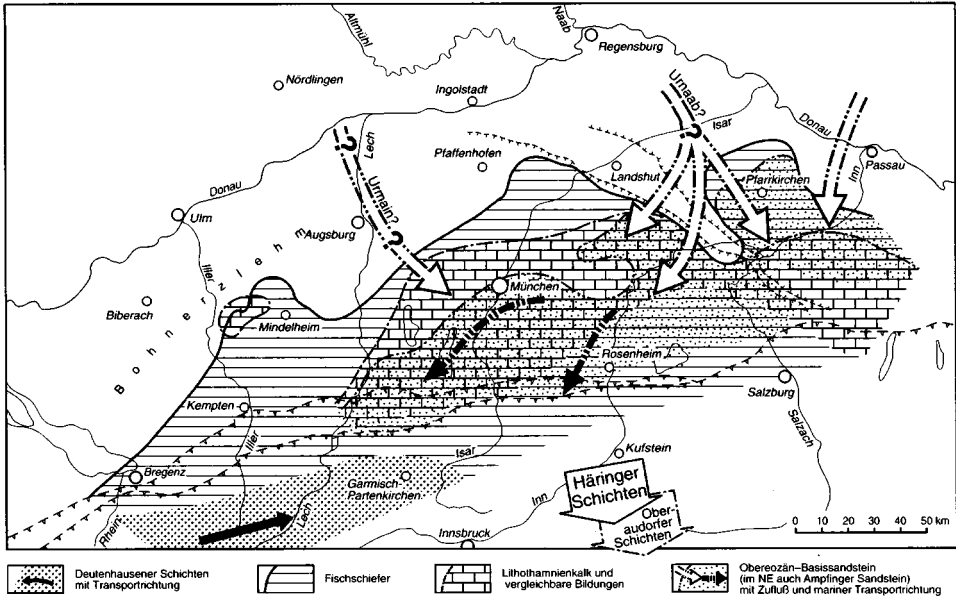 Altmühl
Naab
Regensburg
Nördlingen
Ingolstadt
Urnaab?
Isar
Donau
Lech
?
?
Pfaffenhofen
Landshut
Pfarrkirchen
Inn
Passau
Donau
Urmain?
Ulm
Augsburg
?
Iller
Bohnerzlehm
München
Biberach
Mindelheim
Rosenheim
Salzburg
Kempten
Iller
Salzach
Isar
Kufstein
Bregenz
Garmisch
Partenkirchen
Häringer
Schichten
Ober-
audorfer
Schichten
Inn
Rhein
Lech
Innsbruck
0 10 20 30 40 50 km
Deutenhausener Schichten
mit Transportrichtung
Fischschiefer
Lithothamnienkalk und
vergleichbare Bildungen
Obereozän-Basissandstein
(im NE auch Ampfinger Sandstein)
mit Zufluß und mariner Transportrichtung